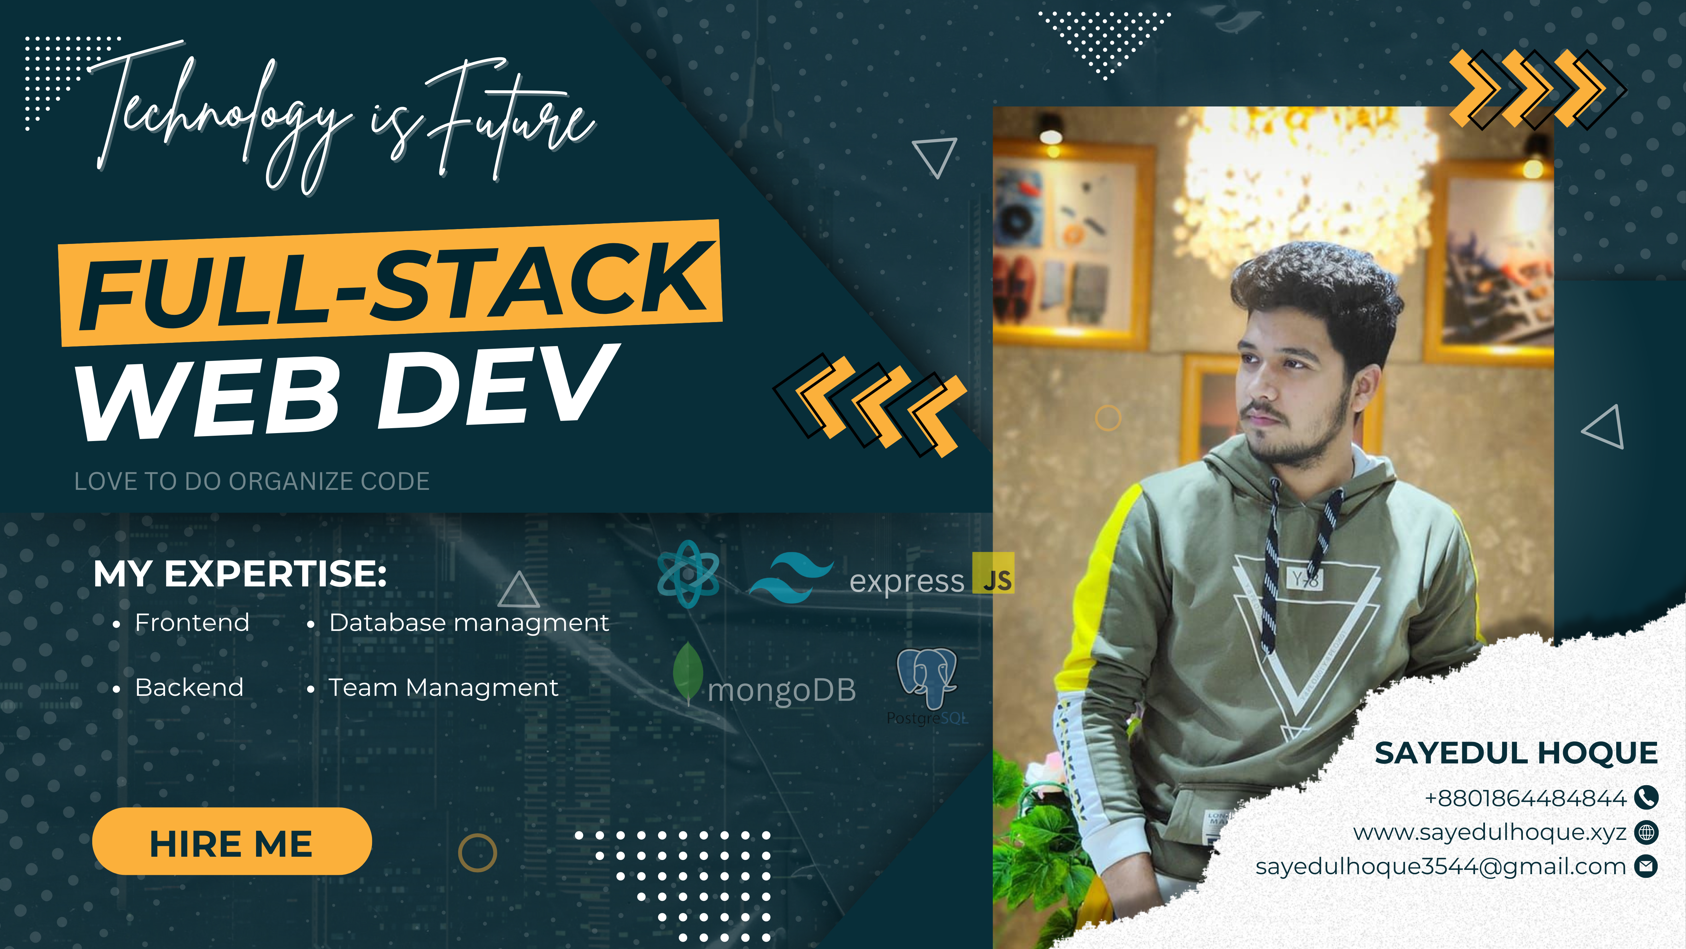 Technology is Future
FULL-STACK
WEB DEV
LOVE TO DO ORGANIZE CODE
MY EXPERTISE:
Frontend
Database managment
Backend
Team Managment
express JS
mongoDB
PostgreSQL
HIRE ME
SAYEDUL HOQUE
+8801864484844
www.sayedulhoque.xyz
sayedulhoque3544@gmail.com